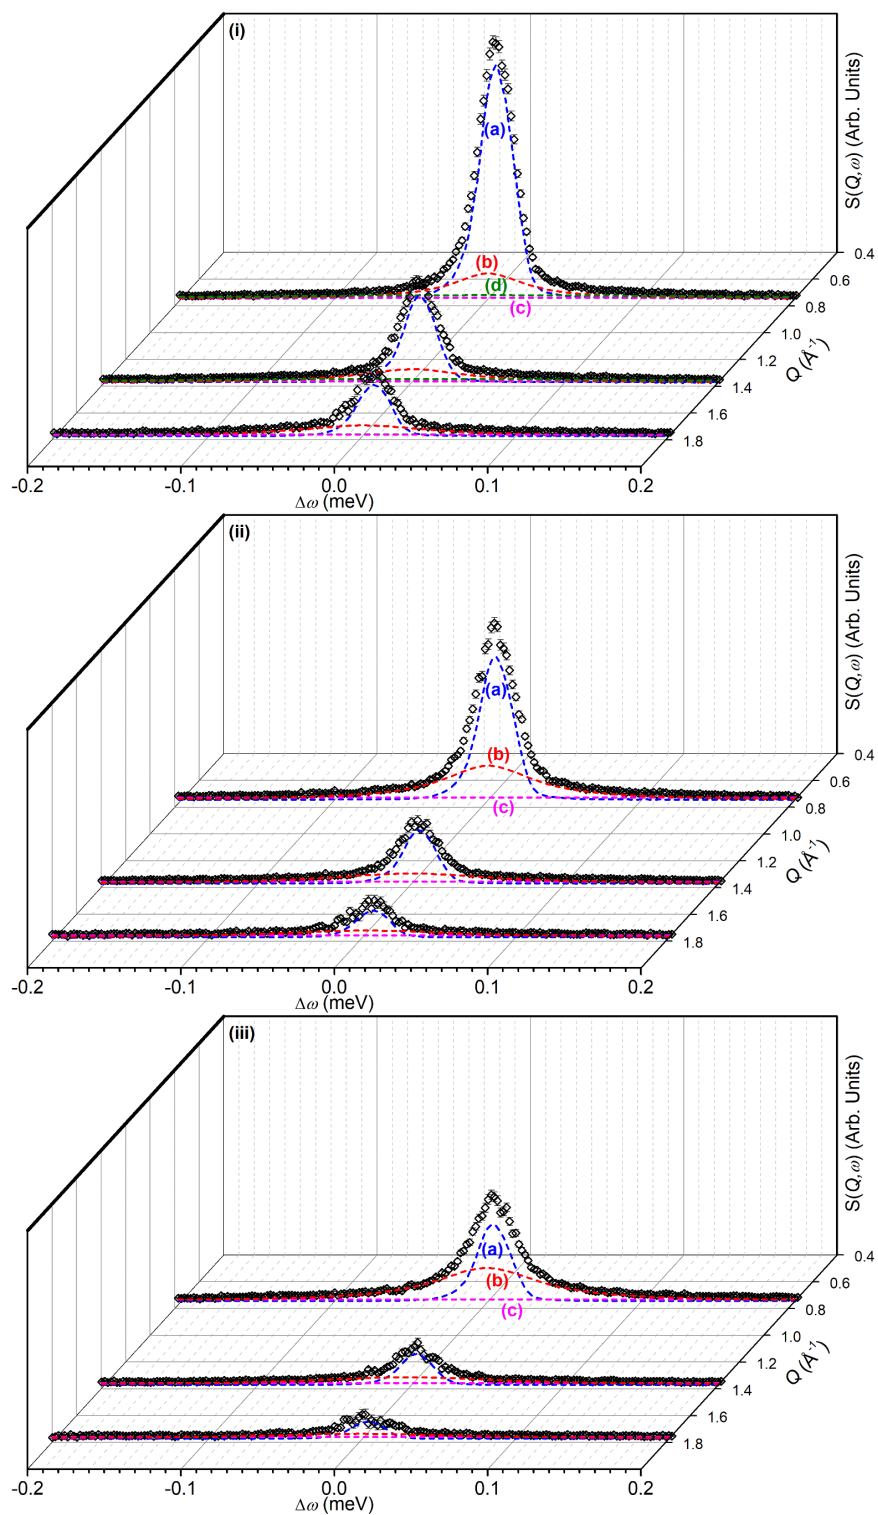 (i)
S(Q,ω) (Arb. Units)
(a)
0.4
(b)
0.6
(d)
0.8
(c)
1.0
1.2
Q (Å⁻¹)
1.4
1.6
1.8
-0.2 -0.1 0.0 0.1 0.2
Δω (meV)
(ii)
S(Q,ω) (Arb. Units)
(a)
0.4
(b)
0.6
0.8
(c)
1.0
1.2
Q (Å⁻¹)
1.4
1.6
1.8
-0.2 -0.1 0.0 0.1 0.2
Δω (meV)
(iii)
S(Q,ω) (Arb. Units)
(a)
0.4
(b)
0.6
0.8
(c)
1.0
1.2
Q (Å⁻¹)
1.4
1.6
1.8
-0.2 -0.1 0.0 0.1 0.2
Δω (meV)